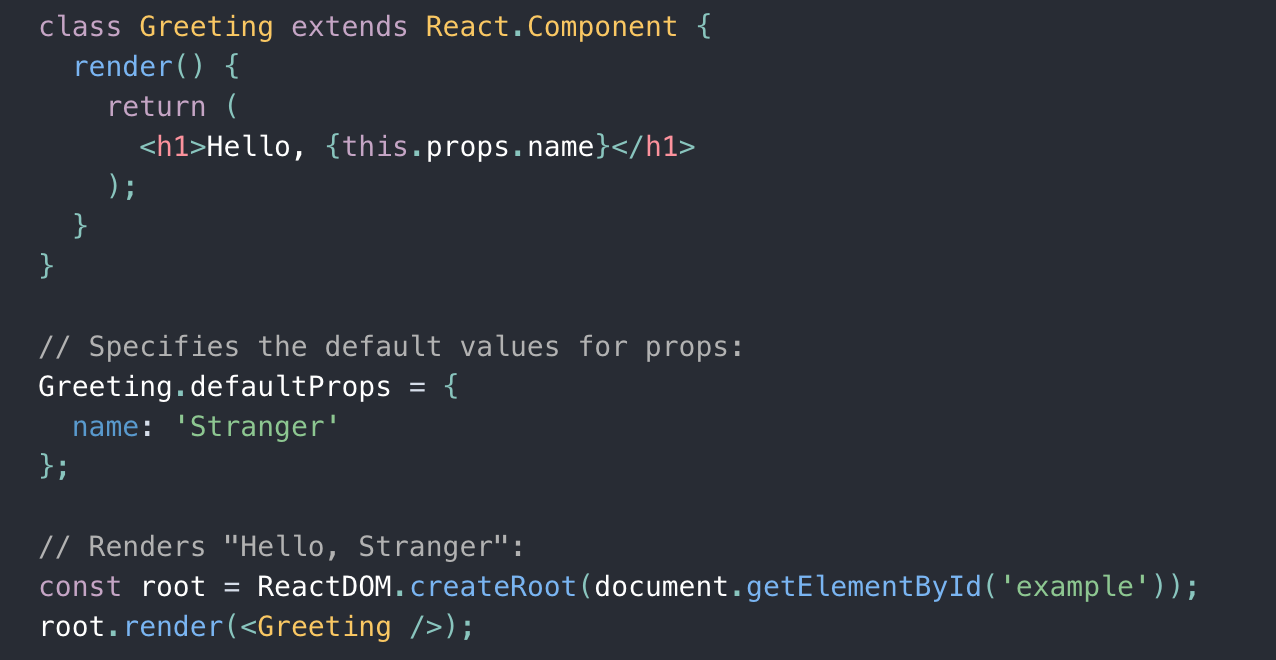 class Greeting extends React.Component {
  render() {
    return (
      <h1>Hello, {this.props.name}</h1>
    );
  }
}

// Specifies the default values for props:
Greeting.defaultProps = {
  name: 'Stranger'
};

// Renders "Hello, Stranger":
const root = ReactDOM.createRoot(document.getElementById('example'));
root.render(<Greeting />);